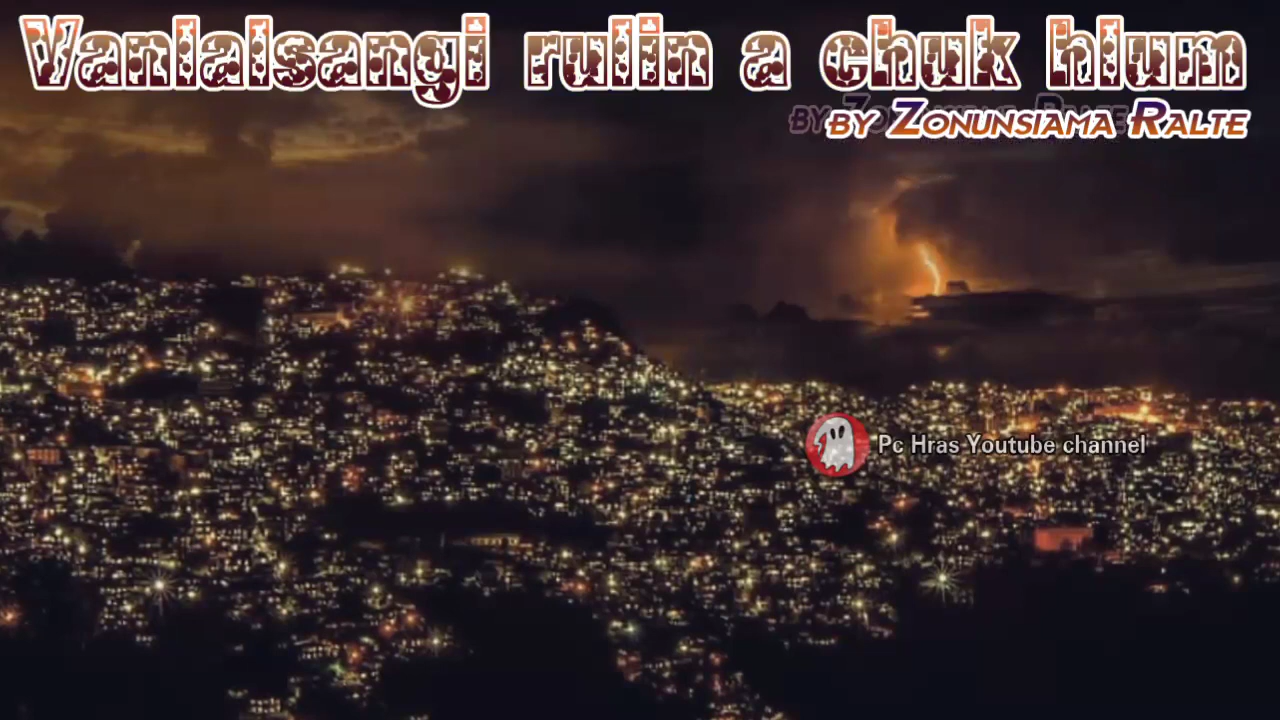 Vanlalsangi rulin a chuk hlum
by Zonunsiama Ralte
Pc Hras Youtube channel